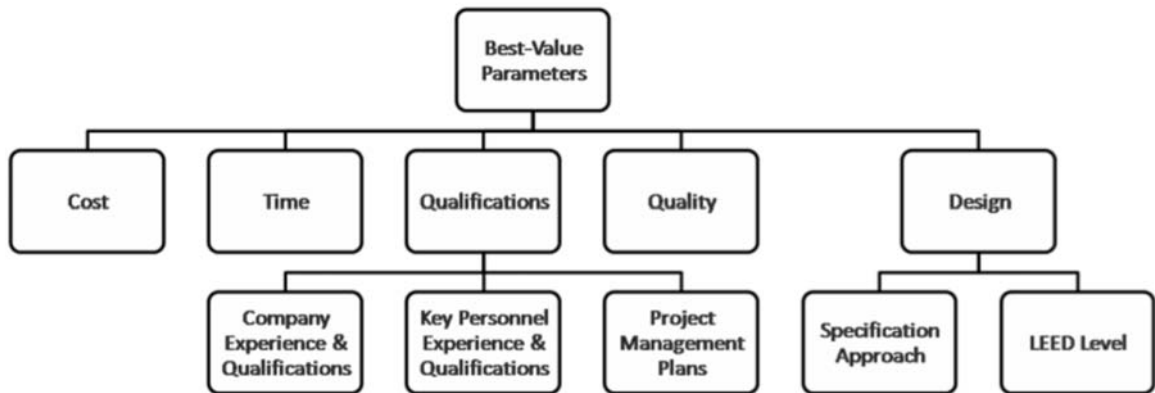 Best-Value
Parameters
Cost
Time
Qualifications
Quality
Design
Company
Experience &
Qualifications
Key Personnel
Experience &
Qualifications
Project
Management
Plans
Specification
Approach
LEED Level